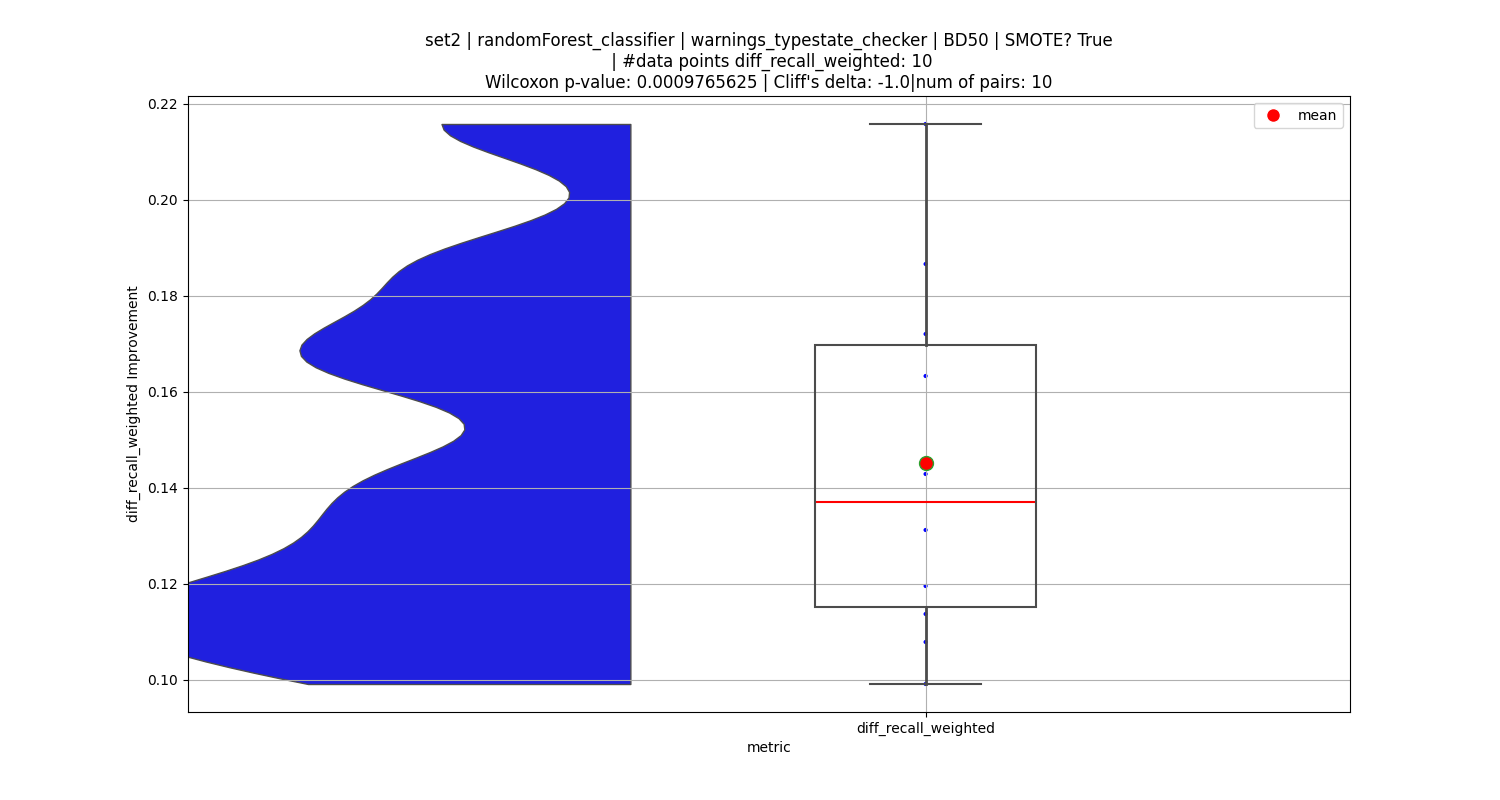 set2 | randomForest_classifier | warnings_typestate_checker | BD50 | SMOTE? True
| #data points diff_recall_weighted: 10
Wilcoxon p-value: 0.0009765625 | Cliff's delta: -1.0|num of pairs: 10
mean
0.22
0.20
0.18
0.16
0.14
0.12
0.10
diff_recall_weighted Improvement
diff_recall_weighted
metric